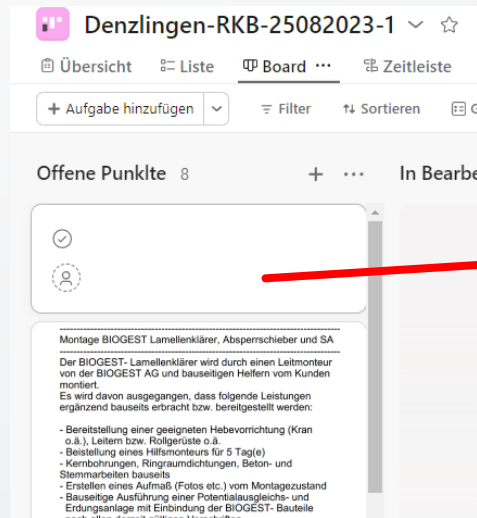 Denzlingen-RKB-25082023-1
Übersicht Liste Board ··· Zeitleiste
+ Aufgabe hinzufügen Filter Sortieren G
Offene Punklte 8 + ··· In Bearbe
Montage BIOGEST Lamellenklärer, Absperrschieber und SA
Der BIOGEST- Lamellenklärer wird durch einen Leitmonteur
von der BIOGEST AG und bauseitigen Helfern vom Kunden
montiert.
Es wird davon ausgegangen, dass folgende Leistungen
ergänzend bauseits erbracht bzw. bereitgestellt werden:
- Bereitstellung einer geeigneten Hebevorrichtung (Kran
o.ä.), Leitern bzw. Rollgerüste o.ä.
- Beistellung eines Hilfsmonteurs für 5 Tag(e)
- Kernbohrungen, Ringraumdichtungen, Beton- und
Stemmarbeiten bauseits
- Erstellen eines Aufmaß (Fotos etc.) vom Montagezustand
- Bauseitige Ausführung einer Potentialausgleichs- und
Erdungsanlage mit Einbindung der BIOGEST- Bauteile